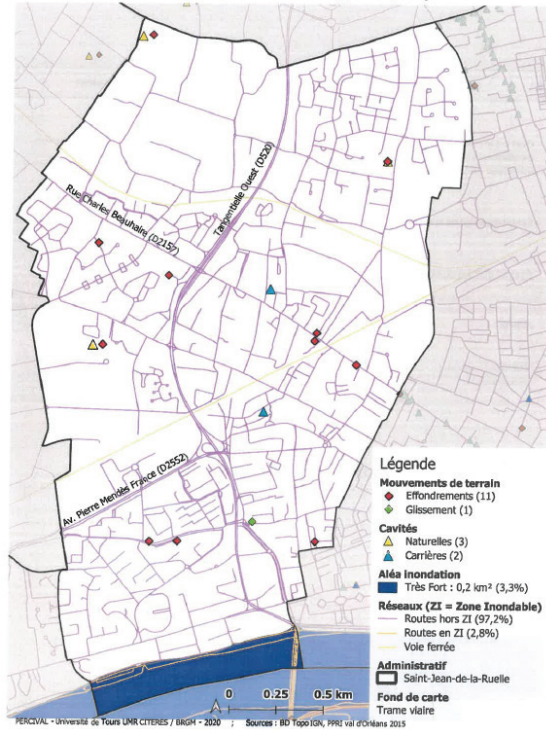 Tangentielle Ouest (D520)
Rue Charles Beauhaire (D2157)
Av. Pierre Mendès France (D2552)
Légende
Mouvements de terrain
Effondrements (11)
Glissement (1)
Cavités
Naturelles (3)
Carrières (2)
Aléa inondation
Très Fort : 0,2 km² (3,3%)
Réseaux (ZI = Zone Inondable)
Routes hors ZI (97,2%)
Routes en ZI (2,8%)
Voie ferrée
Administratif
Saint-Jean-de-la-Ruelle
Fond de carte
Trame viaire
0 0.25 0.5 km
PERCIVAL - Université de Tours UMR CITERES / BRGM - 2020 ; Sources : BD Topo IGN, PPRI val d'Orléans 2015